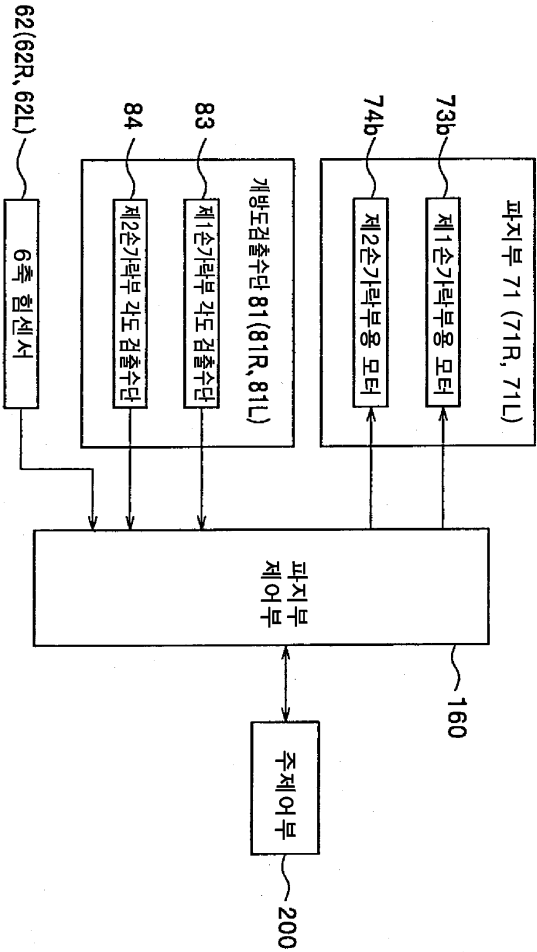 파지부 71 (71R, 71L)
제1손가락부용 모터
73b
제2손가락부용 모터
74b
개방도검출수단 81(81R、81L)
제1손가락부 각도 검출수단
83
제2손가락부 각도 검출수단
84
6축 힘센서
62(62R、62L)
파지부
제어부
160
주제어부
200